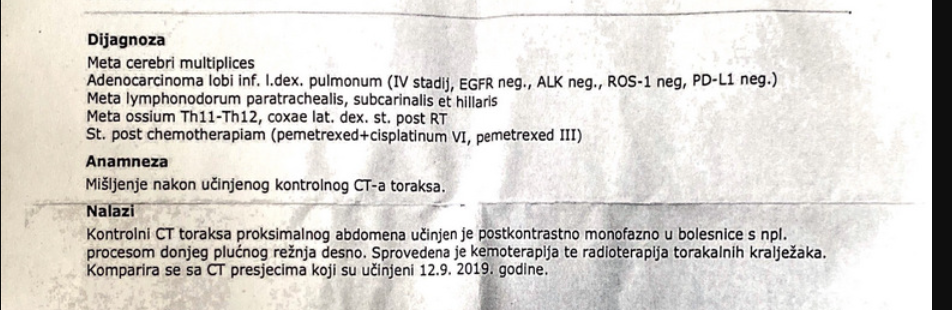 Dijagnoza
Meta cerebri multiplices
Adenocarcinoma lobi inf. l.dex. pulmonum (IV stadij, EGFR neg., ALK neg., ROS-1 neg, PD-L1 neg.)
Meta lymphonodorum paratrachealis, subcarinalis et hillaris
Meta ossium Th11-Th12, coxae lat. dex. st. post RT
St. post chemotherapiam (pemetrexed+cisplatinum VI, pemetrexed III)
Anamneza
Mišljenje nakon učinjenog kontrolnog CT-a toraksa.
Nalazi
Kontrolni CT toraksa proksimalnog abdomena učinjen je postkontrastno monofazno u bolesnice s npl.
procesom donjeg plućnog režnja desno. Sprovedena je kemoterapija te radioterapija torakalnih kralježaka.
Komparira se sa CT presjecima koji su učinjeni 12.9. 2019. godine.